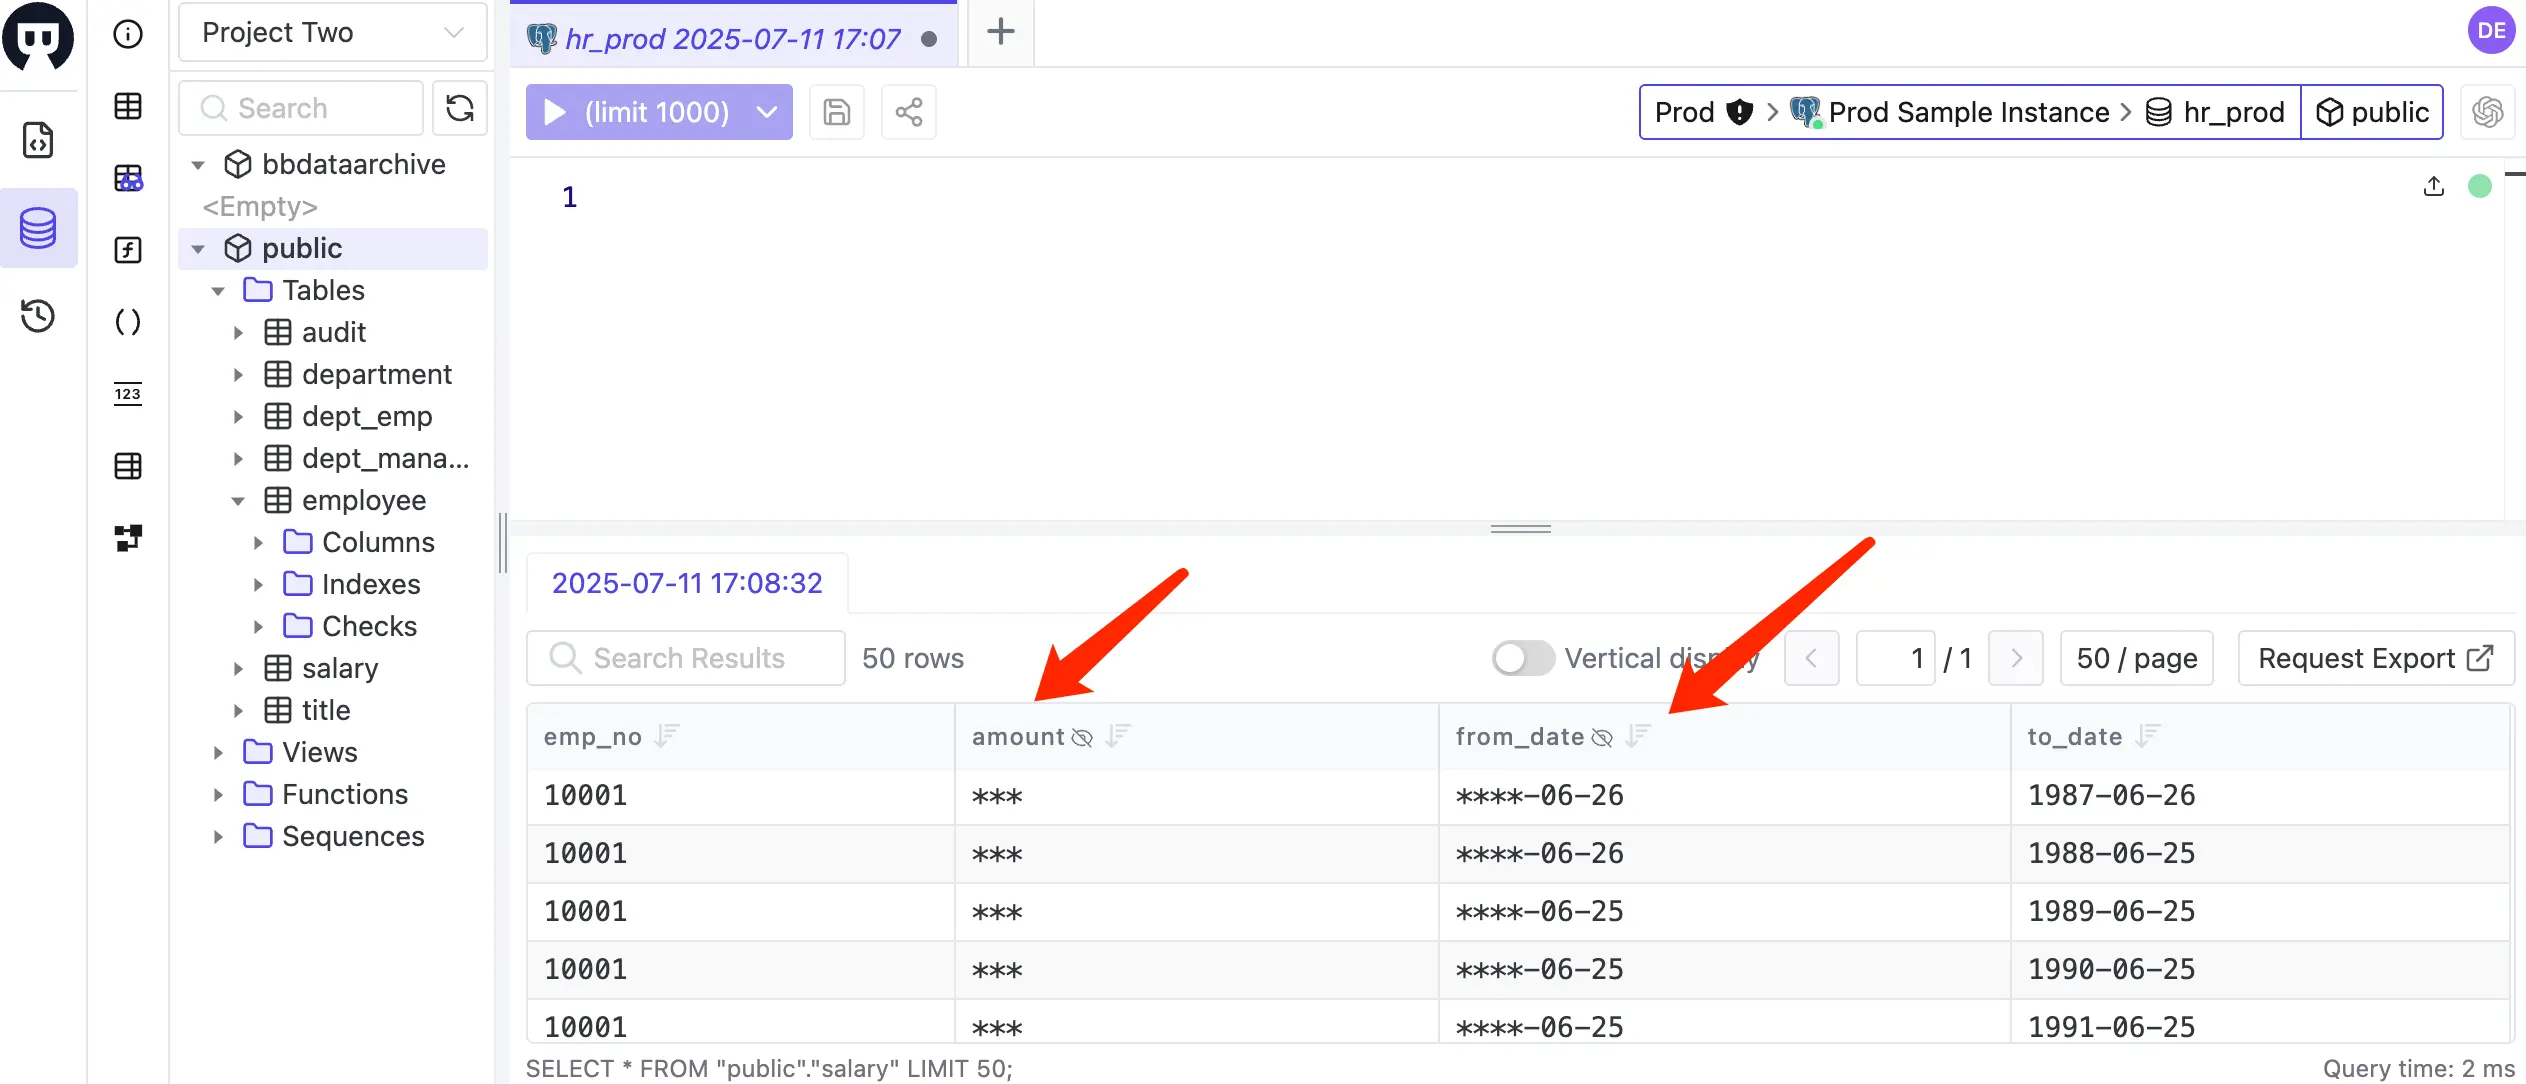 Project Two
hr_prod 2025-07-11 17:07
DE
Search
(limit 1000)
Prod
Prod Sample Instance
hr_prod
public
bbdataarchive
<Empty>
public
Tables
audit
department
dept_emp
dept_mana...
employee
Columns
Indexes
Checks
salary
title
Views
Functions
Sequences
123
1
2025-07-11 17:08:32
Search Results
50 rows
Vertical display
1 / 1
50 / page
Request Export
emp_no amount from_date to_date
10001 *** ****-06-26 1987-06-26
10001 *** ****-06-26 1988-06-25
10001 *** ****-06-25 1989-06-25
10001 *** ****-06-25 1990-06-25
10001 *** ****-06-25 1991-06-25
SELECT * FROM "public"."salary" LIMIT 50;
Query time: 2 ms